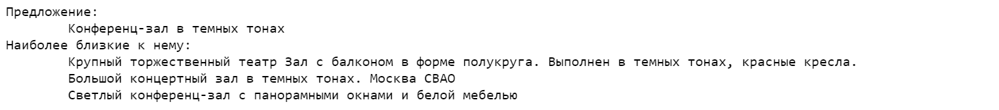 Предложение:
Конференц-зал в темных тонах
Наиболее близкие к нему:
Крупный торжественный театр Зал с балконом в форме полукруга. Выполнен в темных тонах, красные кресла.
Большой концертный зал в темных тонах. Москва СВАО
Светлый конференц-зал с панорамными окнами и белой мебелью